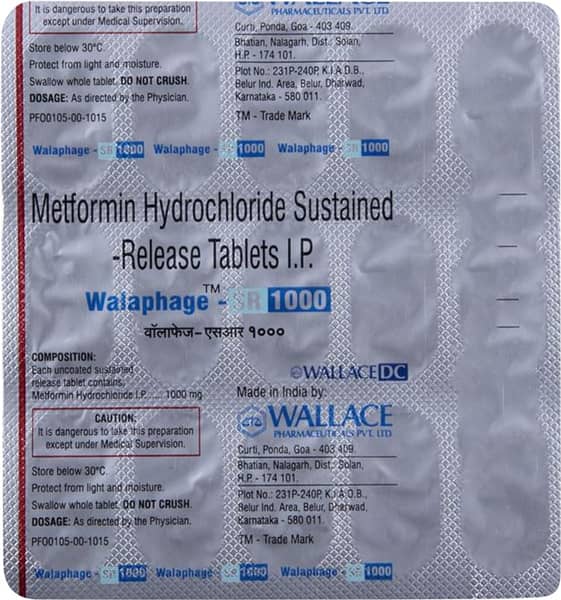 It is dangerous to take this preparation
except under Medical Supervision.
Store below 30°C.
Protect from light and moisture.
Swallow whole tablet. DO NOT CRUSH.
DOSAGE: As directed by the Physician.
PFO0105-00-1015
PHARMACEUTICALS PVT. LTD
Curti, Ponda, Goa - 403 409.
Bhatian, Nalagarh, Dist.: Solan,
H.P. - 174 101.
Plot No.: 231P-240P, K.I.A.D.B.,
Belur Ind. Area, Belur, Dharwad,
Karnataka - 580 011.
TM - Trade Mark
Walaphage - SR 1000 Walaphage - SR 1000 Walaphage - SR 1000
Metformin Hydrochloride Sustained
-Release Tablets I.P.
Walaphage™ - SR 1000
वॉलाफेज-एसआर १०००
COMPOSITION:
Each uncoated sustained
release tablet contains:
Metformin Hydrochloride I.P. ..... 1000 mg
CAUTION:
It is dangerous to take this preparation
except under Medical Supervision.
Store below 30°C.
Protect from light and moisture.
Swallow whole tablet. DO NOT CRUSH.
DOSAGE: As directed by the Physician.
PFO0105-00-1015
WALLACE DC
Made in India by:
WALLACE
PHARMACEUTICALS PVT. LTD
Curti, Ponda, Goa - 403 409.
Bhatian, Nalagarh, Dist.: Solan,
H.P. - 174 101.
Plot No.: 231P-240P, K.I.A.D.B.,
Belur Ind. Area, Belur, Dharwad,
Karnataka - 580 011.
TM - Trade Mark
Walaphage - SR 1000 Walaphage - SR 1000 Walaphage - SR 1000